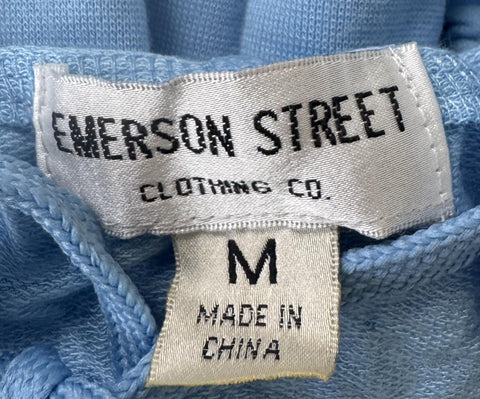 EMERSON STREET
CLOTHING CO.
M
MADE IN
CHINA